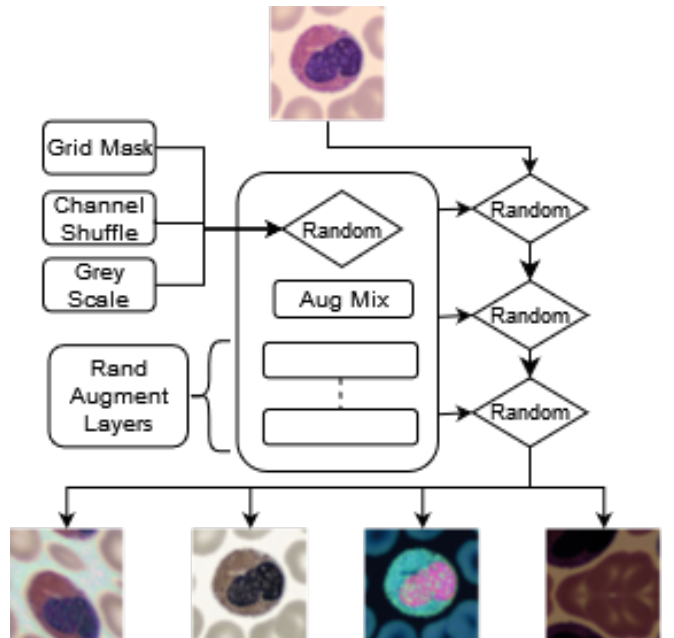 Grid Mask
Channel
Shuffle
Grey
Scale
Random
Aug Mix
Rand
Augment
Layers
Random
Random
Random